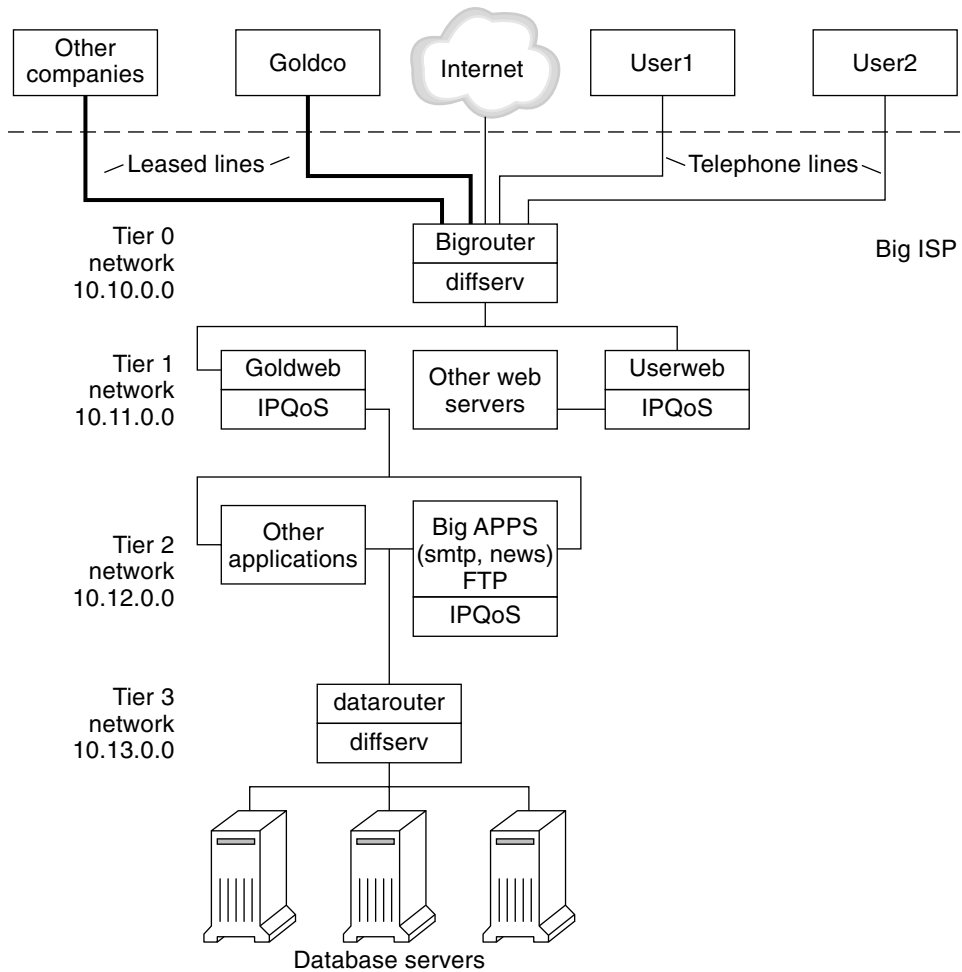 Other
companies
Goldco
Internet
User1
User2
Leased lines
Telephone lines
Tier 0
network
10.10.0.0
Bigrouter
diffserv
Big ISP
Tier 1
network
10.11.0.0
Goldweb
IPQoS
Other web
servers
Userweb
IPQoS
Tier 2
network
10.12.0.0
Other
applications
Big APPS
(smtp, news)
FTP
IPQoS
Tier 3
network
10.13.0.0
datarouter
diffserv
Database servers